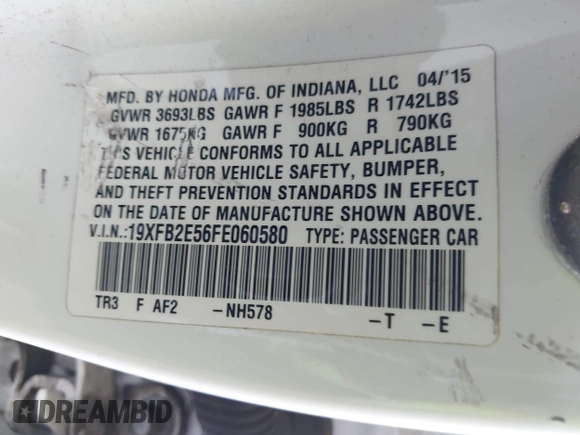 MFD. BY HONDA MFG. OF INDIANA, LLC 04/'15
GVWR 3693LBS GAWR F 1985LBS R 1742LBS
GVWR 1675KG GAWR F 900KG R 790KG
THIS VEHICLE CONFORMS TO ALL APPLICABLE
FEDERAL MOTOR VEHICLE SAFETY, BUMPER,
AND THEFT PREVENTION STANDARDS IN EFFECT
ON THE DATE OF MANUFACTURE SHOWN ABOVE.
V.I.N.:19XFB2E56FE060580 TYPE: PASSENGER CAR
TR3 F AF2 -NH578 -T -E
DREAMBID